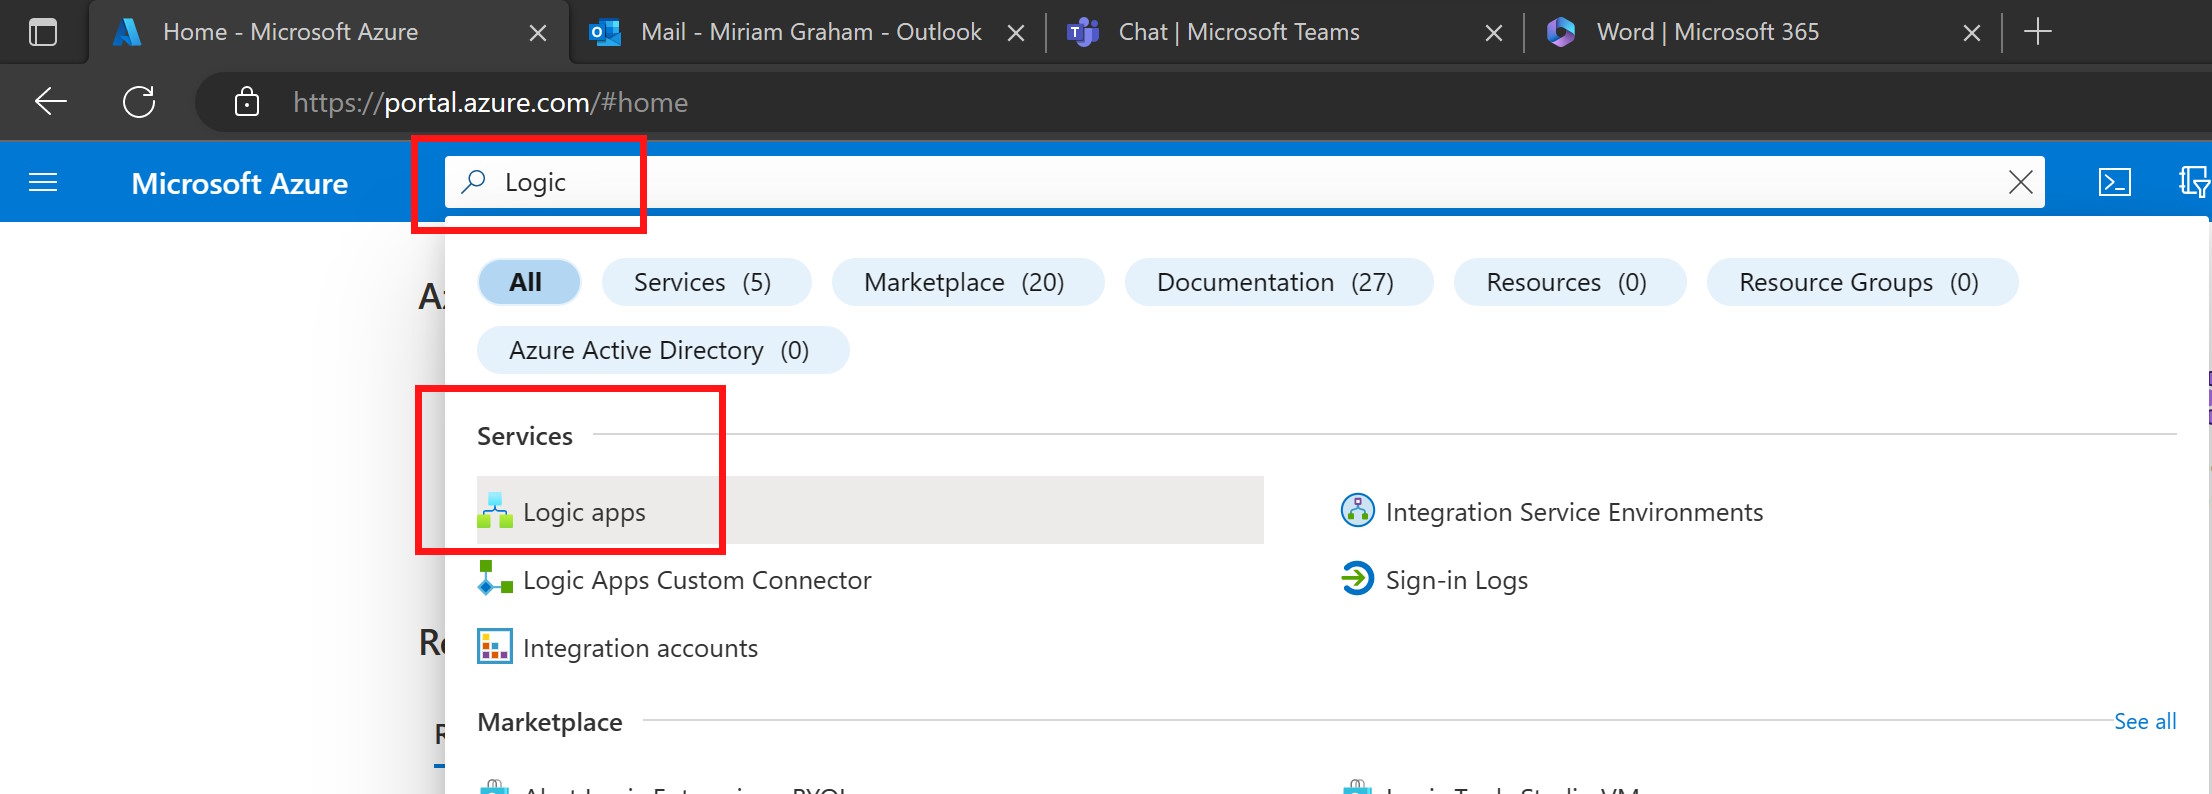 Home - Microsoft Azure
Mail - Miriam Graham - Outlook
Chat | Microsoft Teams
Word | Microsoft 365
https://portal.azure.com/#home
Microsoft Azure
Logic
All
Services (5)
Marketplace (20)
Documentation (27)
Resources (0)
Resource Groups (0)
Azure Active Directory (0)
Services
Logic apps
Integration Service Environments
Logic Apps Custom Connector
Sign-in Logs
Integration accounts
Marketplace
See all